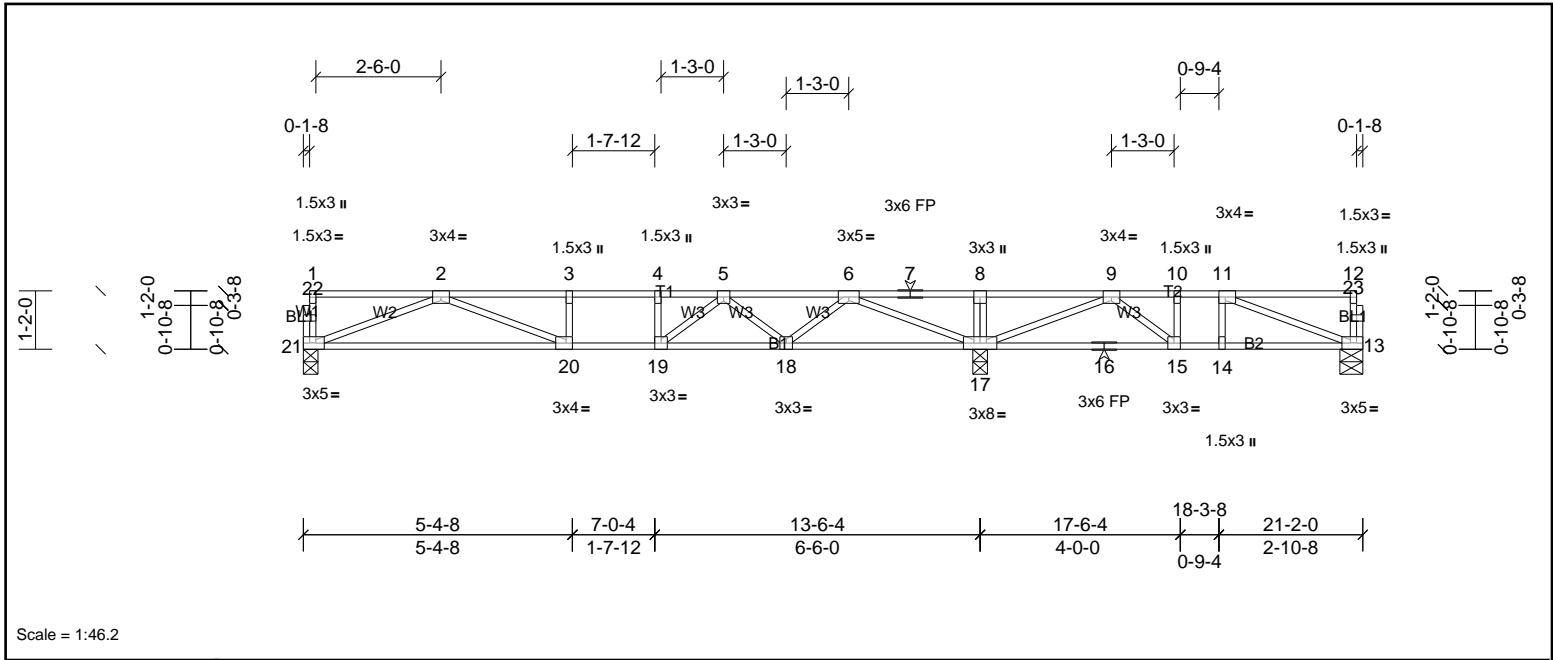 2-6-0 1-3-0 0-9-4
1-3-0
0-1-8 0-1-8
1-7-12 1-3-0 1-3-0
1.5x3 II 3x3= 3x6 FP 3x4= 1.5x3=
1.5x3= 3x4= 1.5x3 II 1.5x3 II 3x5= 3x3 II 3x4= 1.5x3 II 1.5x3 II
1 2 3 4 5 6 7 8 9 10 11 12
22 T1 T2 23
W1 W2 W3 W3 W3 W3
BL1 BL1
1-2-0 1-2-0 0-10-8 0-10-8 0-3-8
1-2-0 0-10-8 0-10-8 0-3-8
21 B1 B2 13
20 19 18 17 16 15 14
3x5= 3x4= 3x3= 3x3= 3x8= 3x6 FP 3x3= 3x5=
1.5x3 II
5-4-8 7-0-4 13-6-4 17-6-4 18-3-8 21-2-0
5-4-8 1-7-12 6-6-0 4-0-0 0-9-4 2-10-8
Scale = 1:46.2